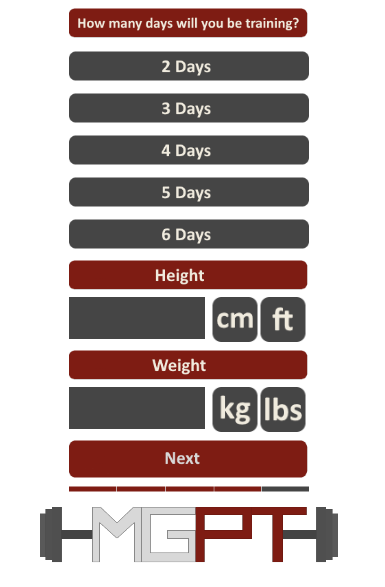 How many days will you be training?
2 Days
3 Days
4 Days
5 Days
6 Days
Height
cm ft
Weight
kg lbs
Next
MGPT